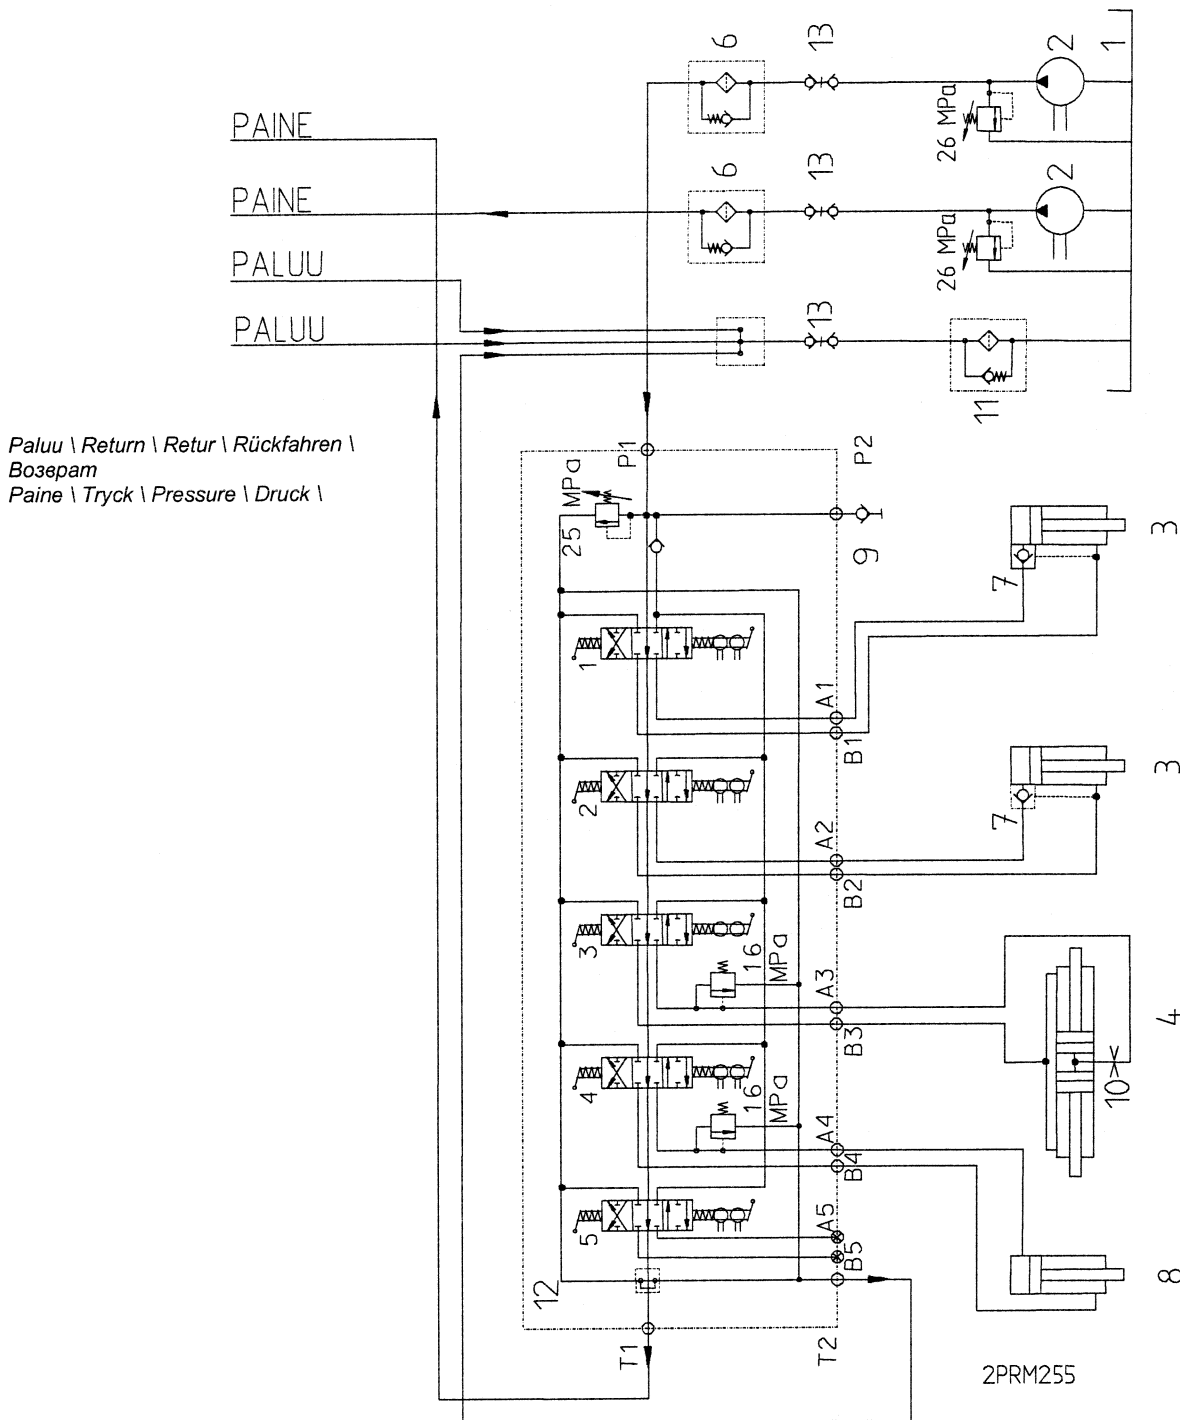 6
13
2
1
26 MPa
PAINE
6
13
2
PAINE
26 MPa
PALUU
PALUU
13
11
Paluu \ Return \ Retur \ Rückfahren \
Возврат
Paine \ Tryck \ Pressure \ Druck \
P1
P2
25 MPa
9
3
7
1
A1
B1
3
2
7
A2
B2
3
16 MPa
A3
B3
4
10
4
16 MPa
A4
B4
5
A5
B5
12
8
T1
T2
2PRM255